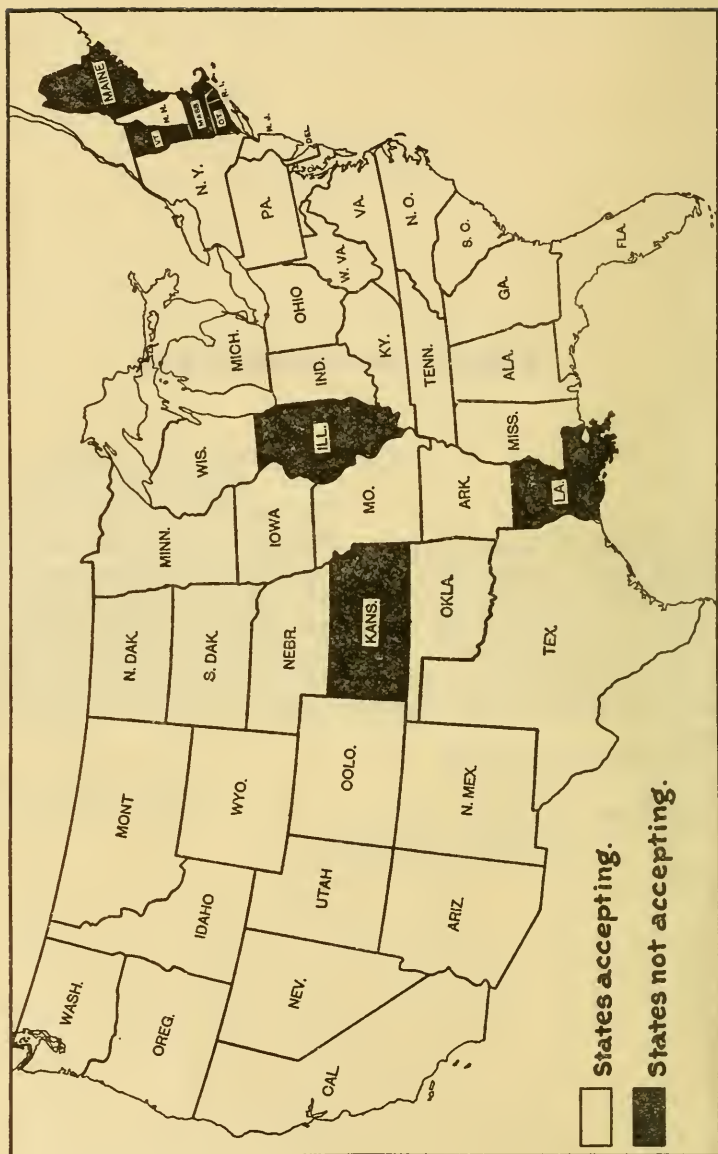 WASH.
OREG.
CAL
NEV.
IDAHO
MONT
WYO.
UTAH
OOLO.
ARIZ.
N. MEX.
N. DAK.
S. DAK.
NEBR.
KANS.
OKLA.
TEX.
MINN.
IOWA
MO.
ARK.
LA.
WIS.
ILL.
MICH.
IND.
OHIO
KY.
TENN.
MISS.
ALA.
GA.
FLA.
S. C.
N. O.
VA.
W. VA.
PA.
N. Y.
N. J.
DEL.
VT.
N. H.
MAINE
MASS
CT.
R. I.
States accepting.
States not accepting.